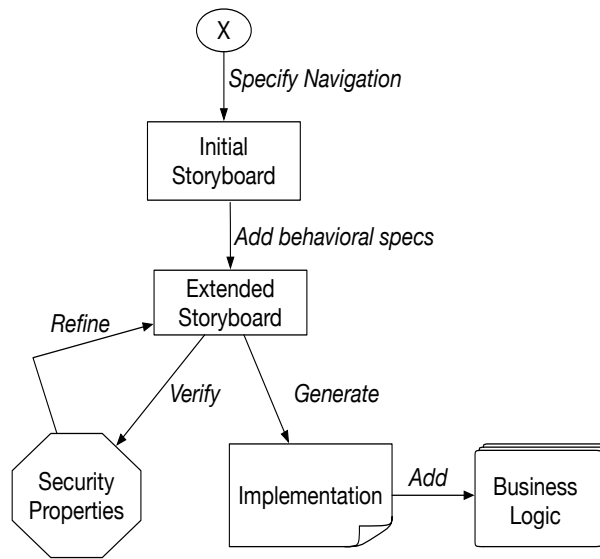 X
Specify Navigation
Initial
Storyboard
Add behavioral specs
Extended
Storyboard
Refine
Verify
Generate
Security
Properties
Implementation
Add
Business
Logic